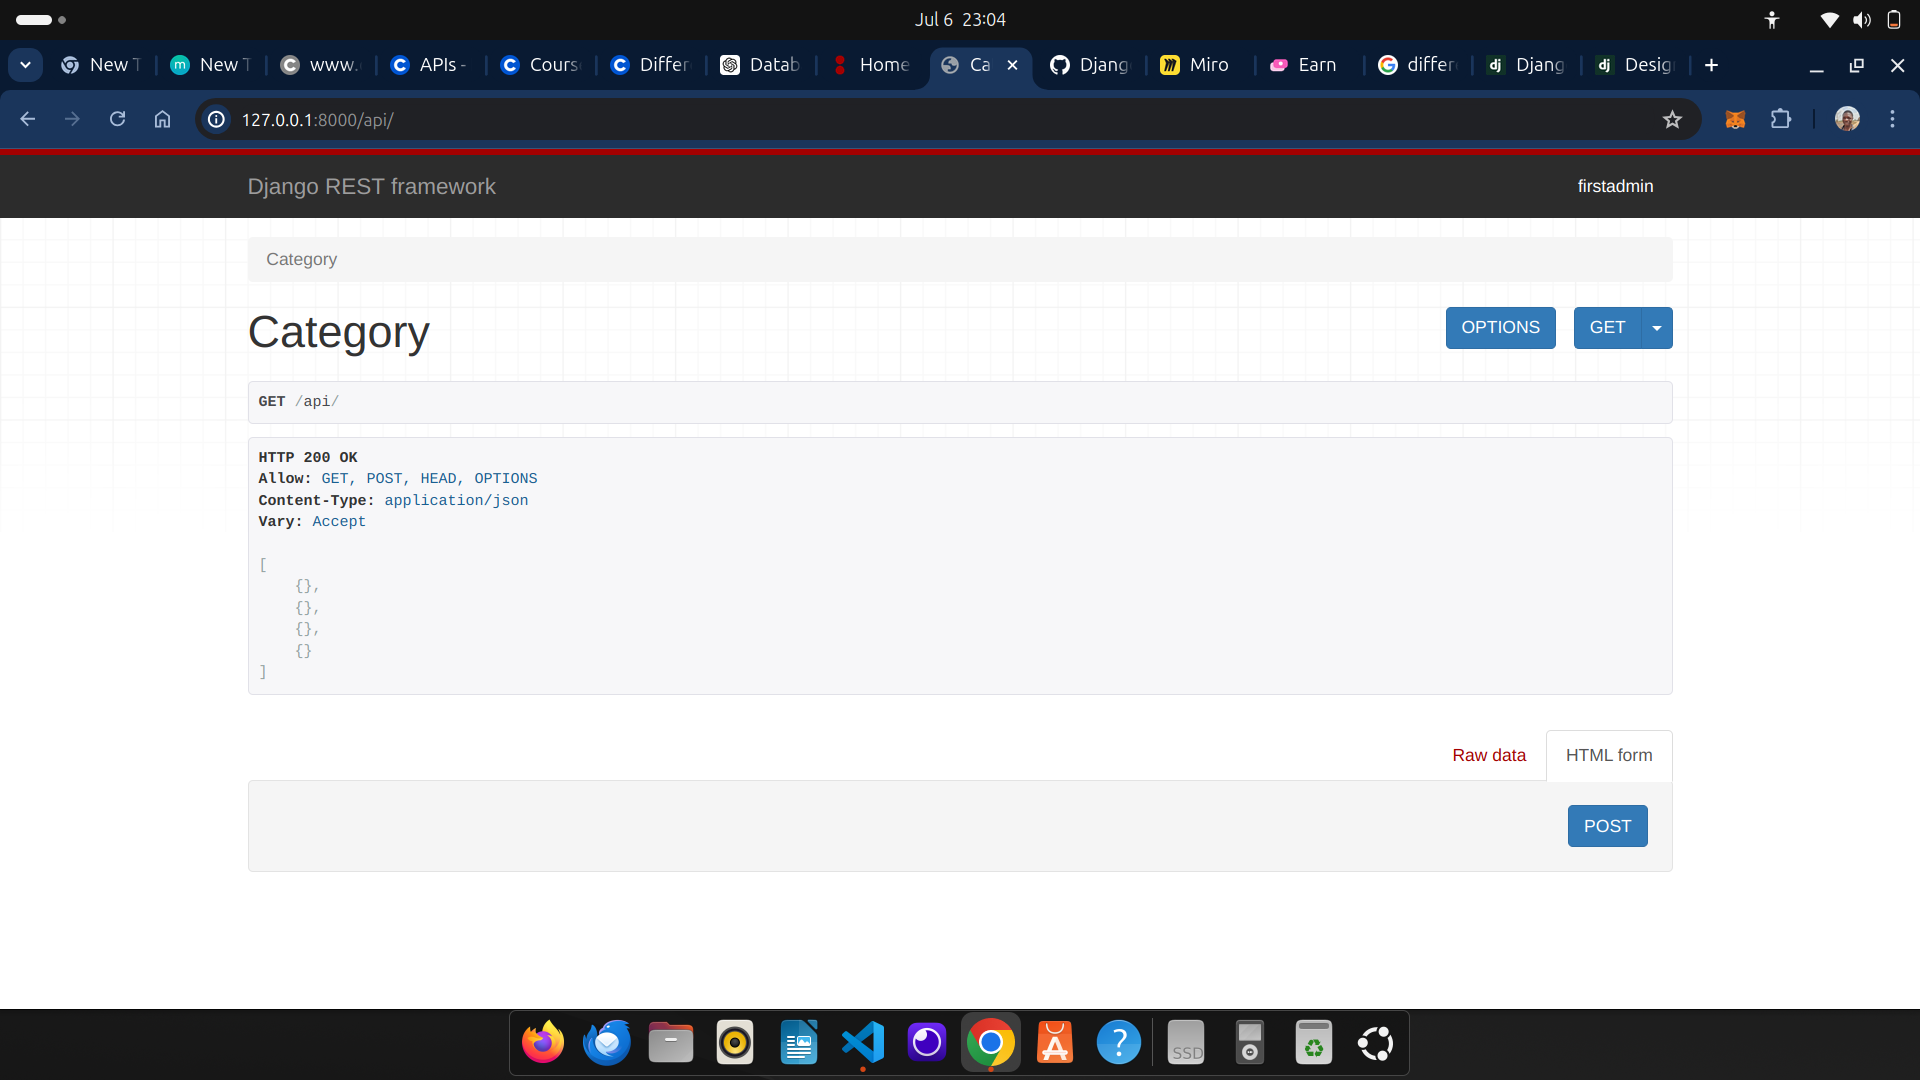 Jul 6 23:04
New T
New T
www.
APIs -
Cours
Differ
Datab
Home
Ca
Djang
Miro
Earn
differ
Djang
Desig
127.0.0.1:8000/api/
Django REST framework
firstadmin
Category
Category
OPTIONS
GET
GET /api/
HTTP 200 OK
Allow: GET, POST, HEAD, OPTIONS
Content-Type: application/json
Vary: Accept
[
{},
{},
{},
{}
]
Raw data
HTML form
POST
SSD